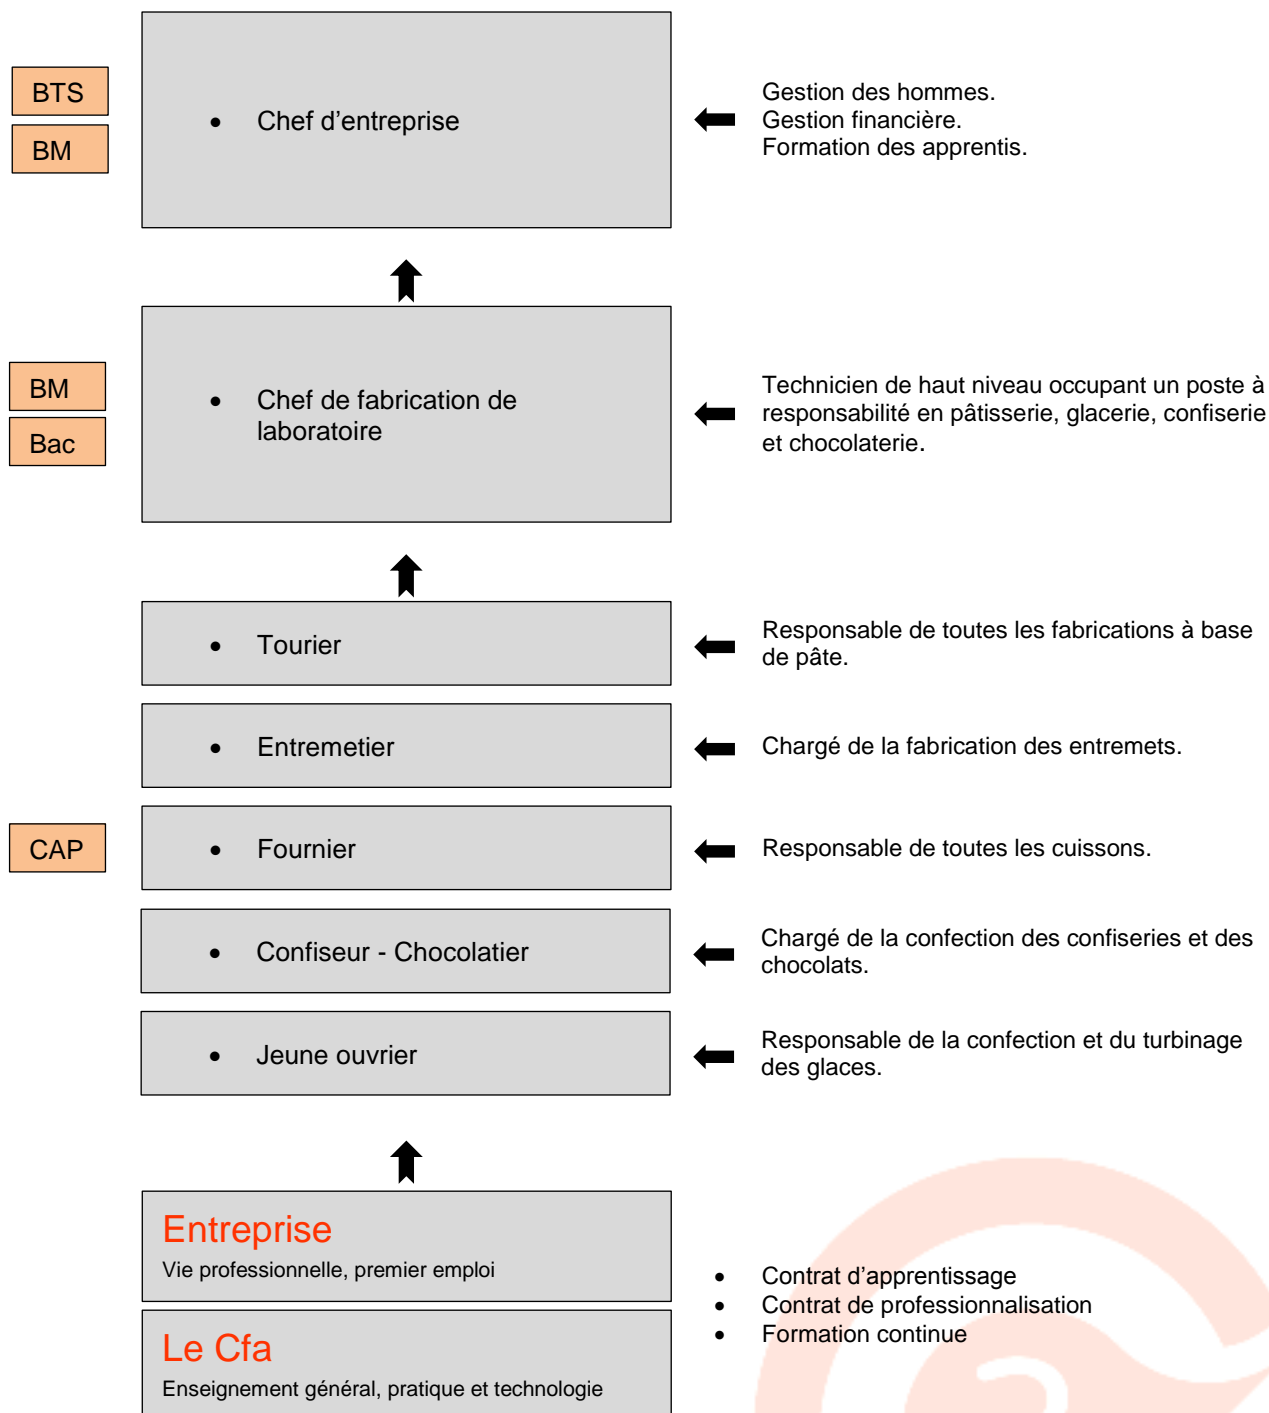 BTS
BM
• Chef d’entreprise
Gestion des hommes.
Gestion financière.
Formation des apprentis.
BM
Bac
• Chef de fabrication de
laboratoire
Technicien de haut niveau occupant un poste à
responsabilité en pâtisserie, glacerie, confiserie
et chocolaterie.
• Tourier
Responsable de toutes les fabrications à base
de pâte.
• Entremetier
Chargé de la fabrication des entremets.
CAP
• Fournier
Responsable de toutes les cuissons.
• Confiseur - Chocolatier
Chargé de la confection des confiseries et des
chocolats.
• Jeune ouvrier
Responsable de la confection et du turbinage
des glaces.
Entreprise
Vie professionnelle, premier emploi
Le Cfa
Enseignement général, pratique et technologie
• Contrat d’apprentissage
• Contrat de professionnalisation
• Formation continue